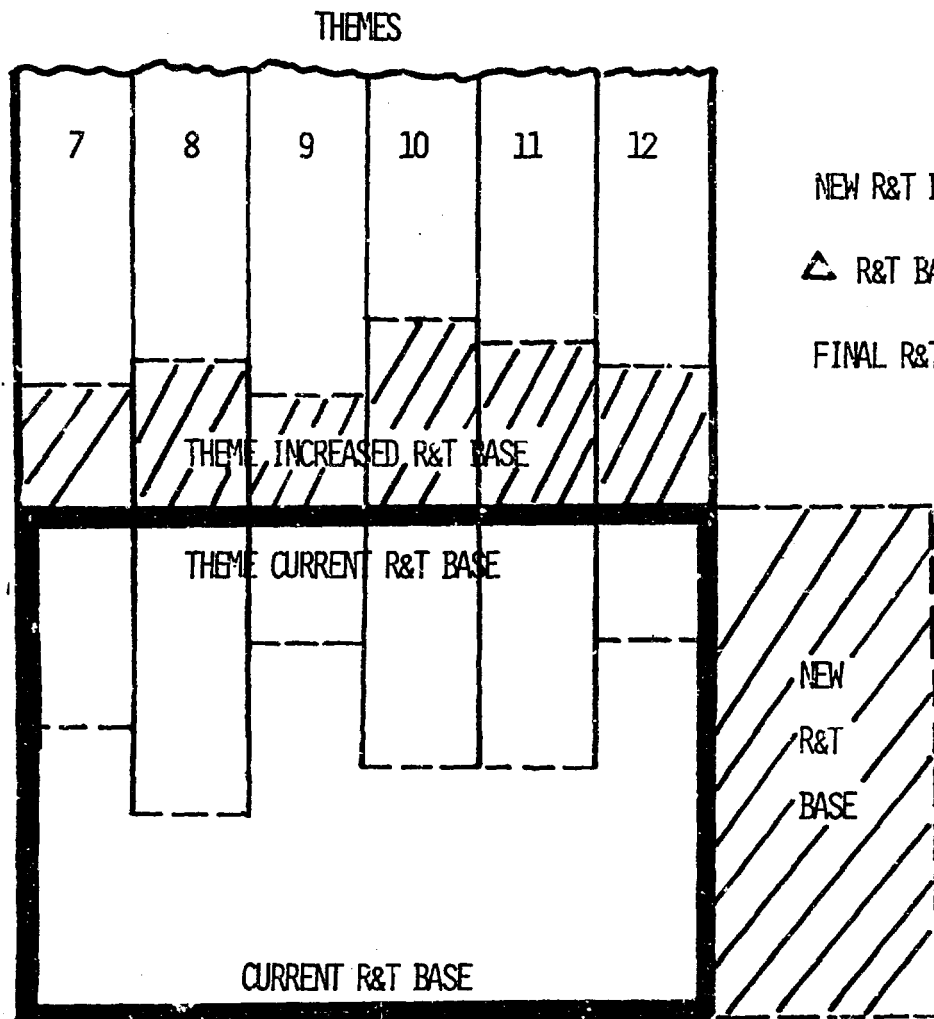 THEMES
7 8 9 10 11 12
NEW R&T
△ R&T
FINAL R&T
THEME INCREASED R&T BASE
THEME CURRENT R&T BASE
NEW
R&T
BASE
CURRENT R&T BASE